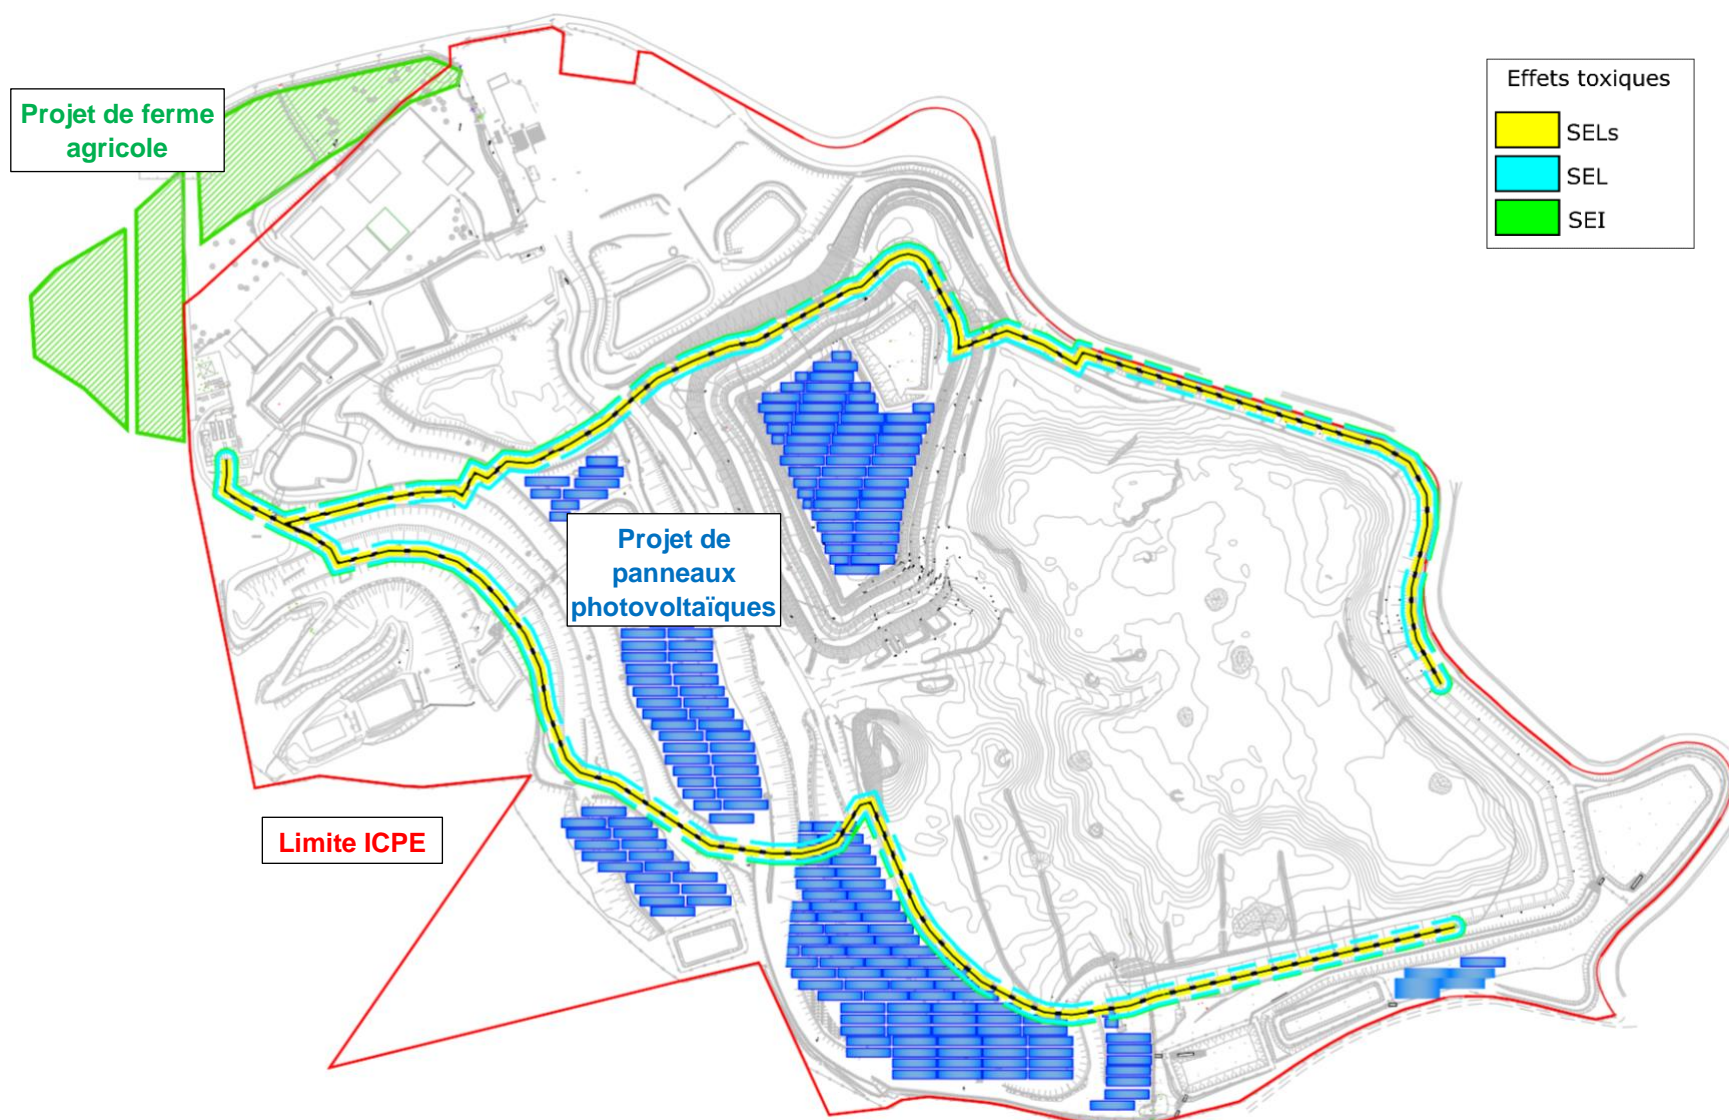 Projet de ferme
agricole
Effets toxiques
SELs
SEL
SEI
Projet de
panneaux
photovoltaïques
Limite ICPE